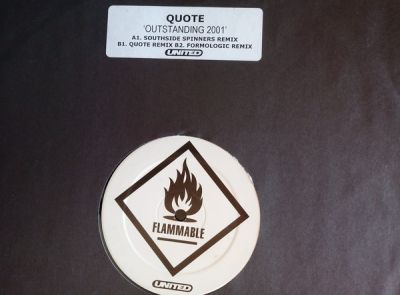 QUOTE
'OUTSTANDING 2001'
A1. SOUTHSIDE SPINNERS REMIX
B1. QUOTE REMIX B2. FORMOLOGIC REMIX
UNITED
FLAMMABLE
UNITED